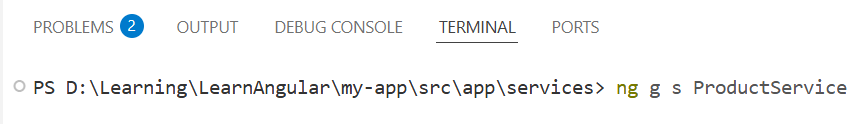 PROBLEMS 2 OUTPUT DEBUG CONSOLE TERMINAL PORTS
PS D:\Learning\LearnAngular\my-app\src\app\services> ng g s ProductService